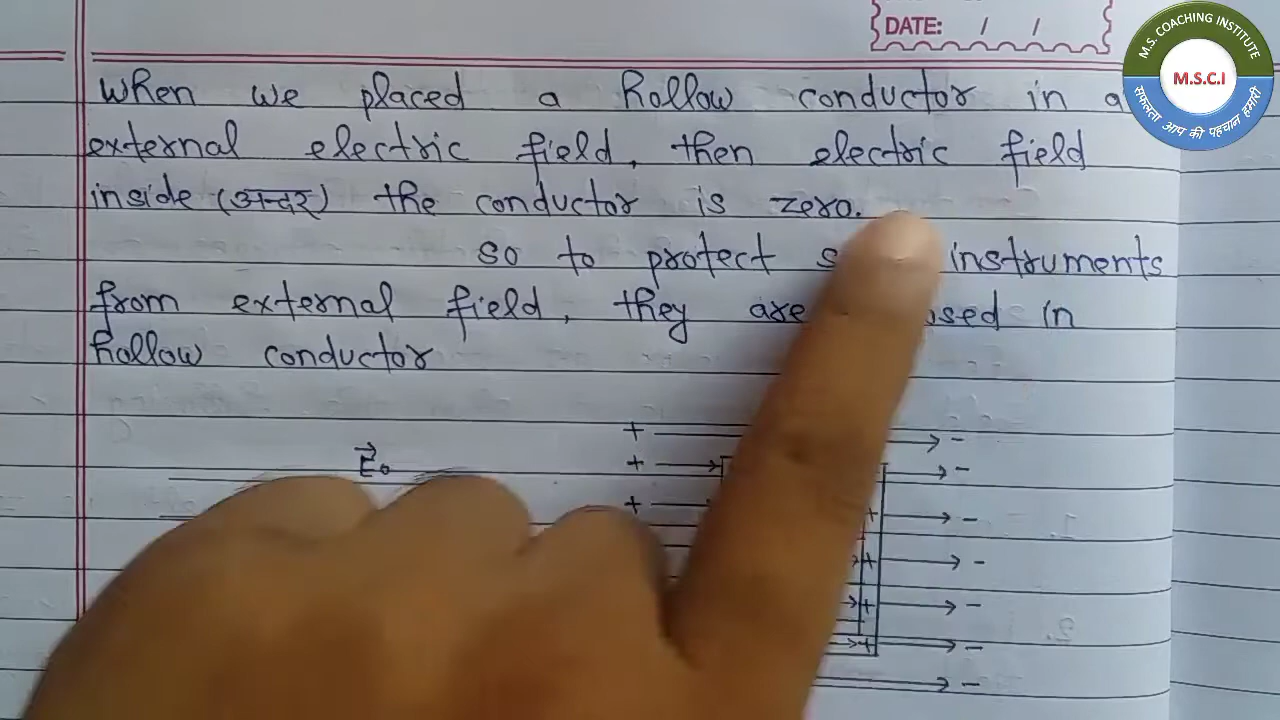 DATE: / /
M.S. COACHING INSTITUTE
M.S.C.I
सफलता आप की पहचान हमारी
When we placed a hollow conductor in a
external electric field, then electric field
inside (अन्दर) the conductor is zero.
so to protect instruments
from external field, they are in
hollow conductor
E₀
+ -
+ -
+ + -
+ -
+ -
+ -
-